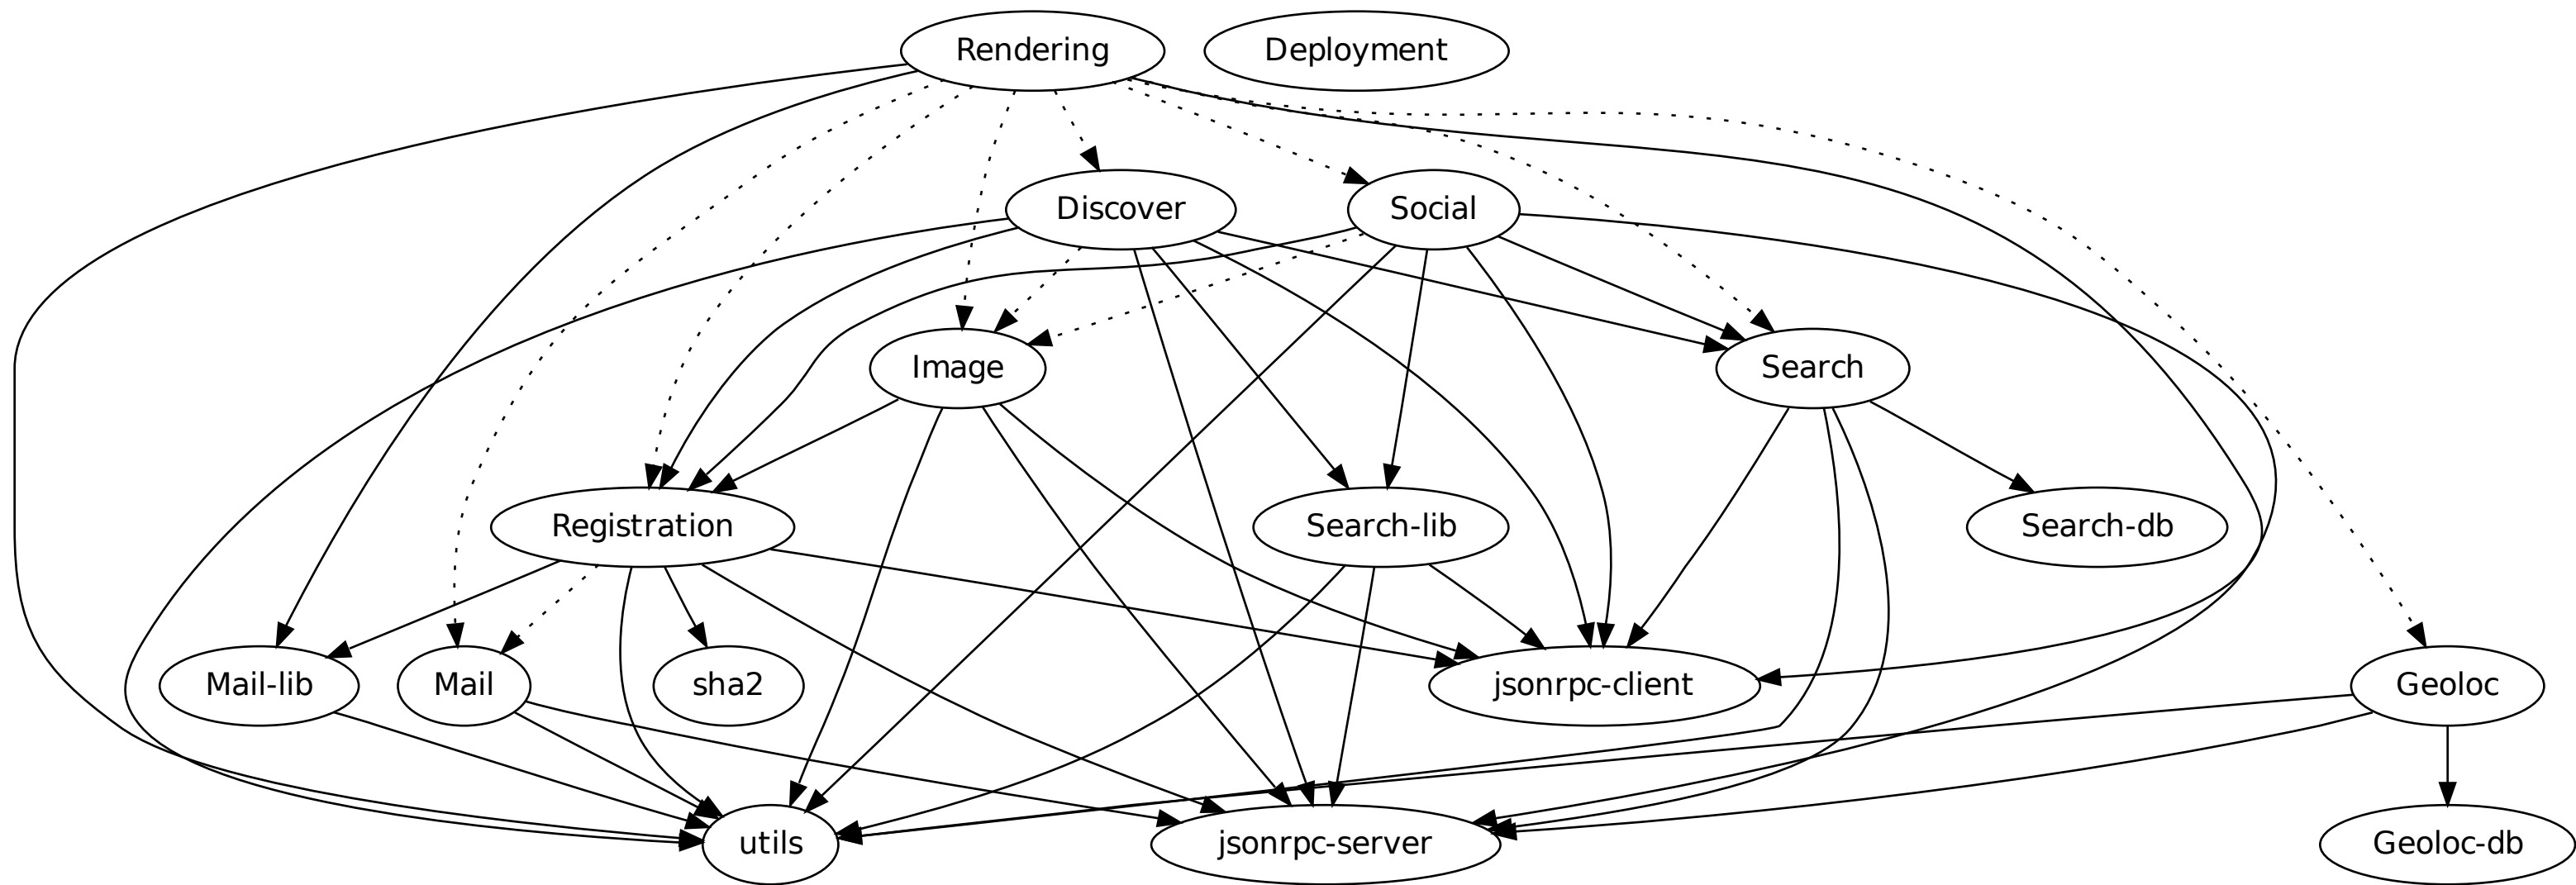 Rendering
Deployment
Discover
Social
Image
Search
Registration
Search-lib
Search-db
Mail-lib
Mail
sha2
jsonrpc-client
Geoloc
utils
jsonrpc-server
Geoloc-db